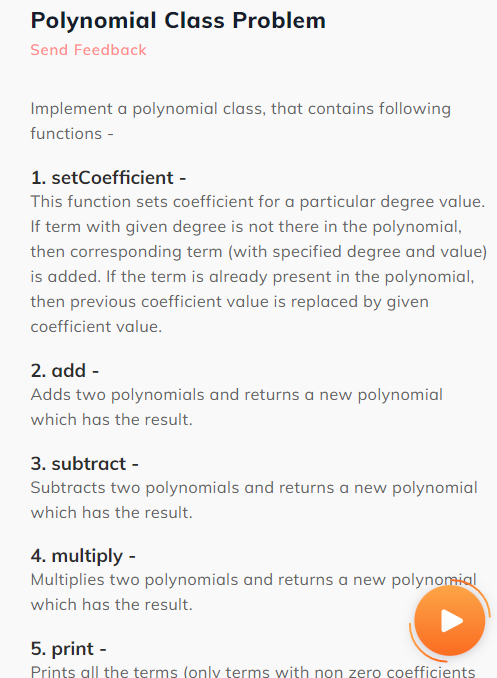 Polynomial Class Problem
Send Feedback
Implement a polynomial class, that contains following
functions -
1. setCoefficient -
This function sets coefficient for a particular degree value.
If term with given degree is not there in the polynomial,
then corresponding term (with specified degree and value)
is added. If the term is already present in the polynomial,
then previous coefficient value is replaced by given
coefficient value.
2. add -
Adds two polynomials and returns a new polynomial
which has the result.
3. subtract -
Subtracts two polynomials and returns a new polynomial
which has the result.
4. multiply -
Multiplies two polynomials and returns a new polynomial
which has the result.
5. print -
Prints all the terms (only terms with non zero coefficients